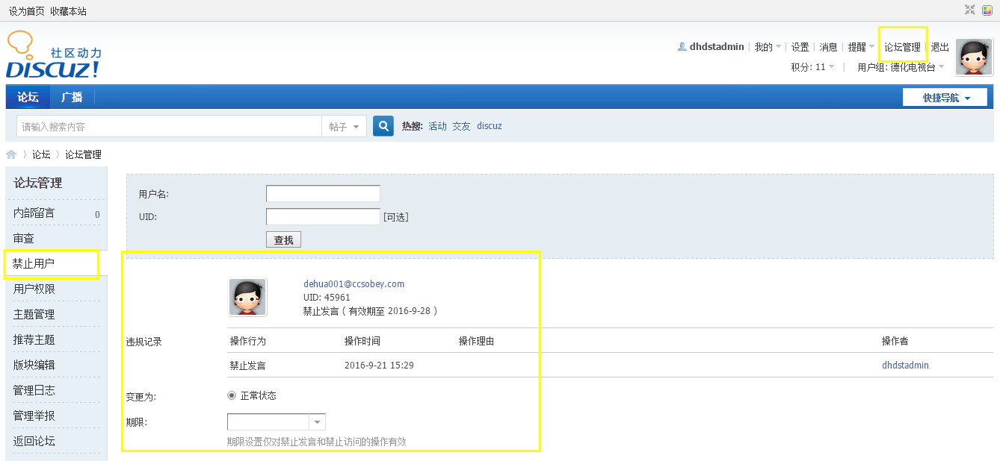 设为首页 收藏本站
社区动力
DISCUZ!
dhdstadmin | 我的 | 设置 | 消息 | 提醒 | 论坛管理 | 退出
积分: 11 | 用户组: 德化电视台
论坛 广播 快捷导航
请输入搜索内容 帖子 热搜: 活动 交友 discuz
论坛 〉 论坛管理
论坛管理
内部留言 0
审查
禁止用户
用户权限
主题管理
推荐主题
版块编辑
管理日志
管理举报
返回论坛
用户名:
UID: [可选]
查找
dehua001@ccsobey.com
UID: 45961
禁止发言 ( 有效期至 2016-9-28 )
违规记录
操作行为 操作时间 操作理由 操作者
禁止发言 2016-9-21 15:29 dhdstadmin
变更为: 正常状态
期限:
期限设置仅对禁止发言和禁止访问的操作有效